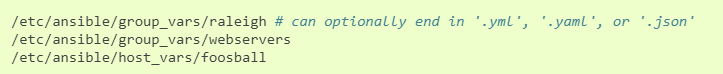 /etc/ansible/group_vars/raleigh # can optionally end in '.yml', '.yaml', or '.json'
/etc/ansible/group_vars/webservers
/etc/ansible/host_vars/foosball